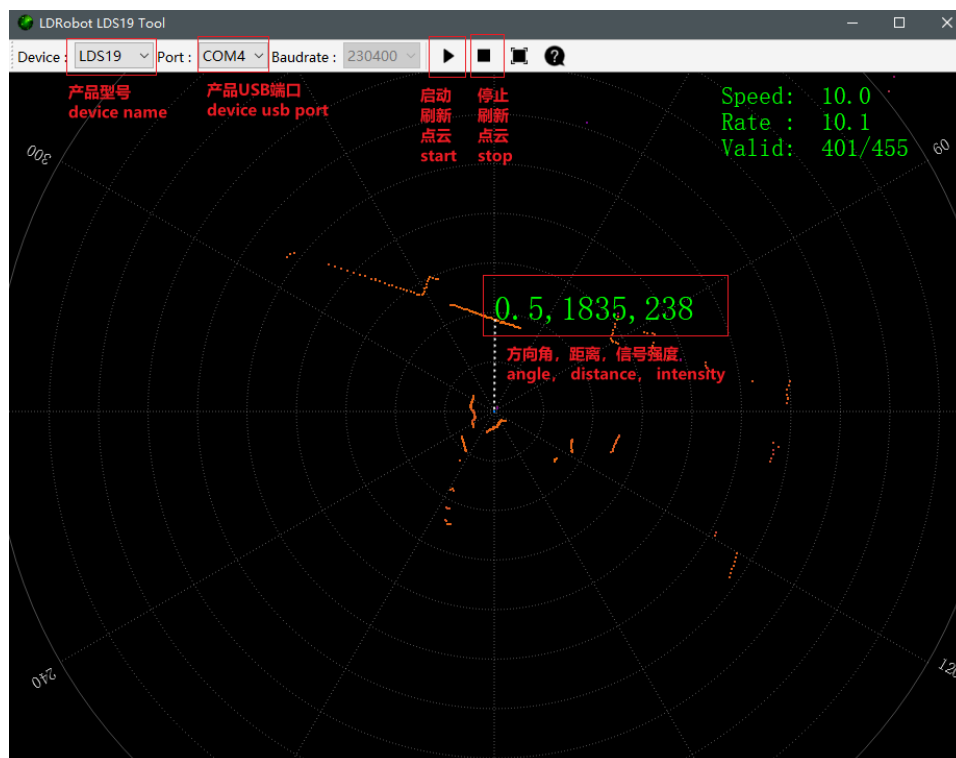 LDRobot LDS19 Tool
Device : LDS19 Port : COM4 Baudrate : 230400
产品型号
device name
产品USB端口
device usb port
启动
刷新
点云
start
停止
刷新
点云
stop
Speed: 10.0
Rate : 10.1
Valid: 401/455
300
60
0.5,1835,238
方向角，距离，信号强度
angle, distance, intensity
240
120